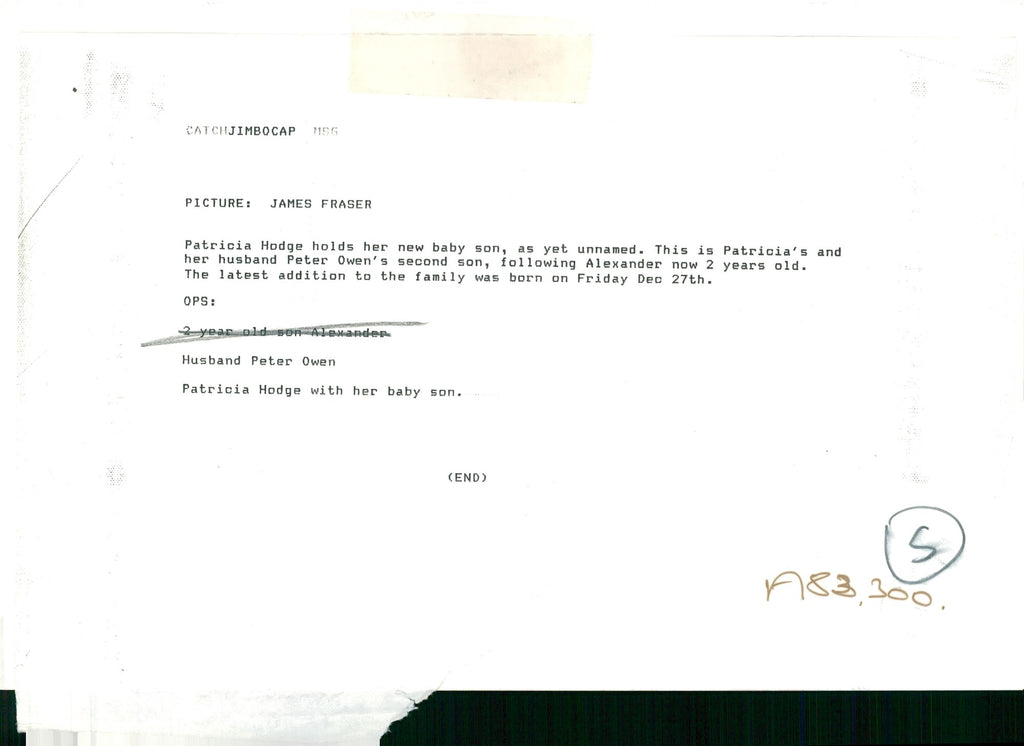 CATCHJIMBOCAP MSG
PICTURE: JAMES FRASER
Patricia Hodge holds her new baby son, as yet unnamed. This is Patricia's and
her husband Peter Owen's second son, following Alexander now 2 years old.
The latest addition to the family was born on Friday Dec 27th.
OPS:
2 year old son Alexander
Husband Peter Owen
Patricia Hodge with her baby son.
(END)
S
A83,300.